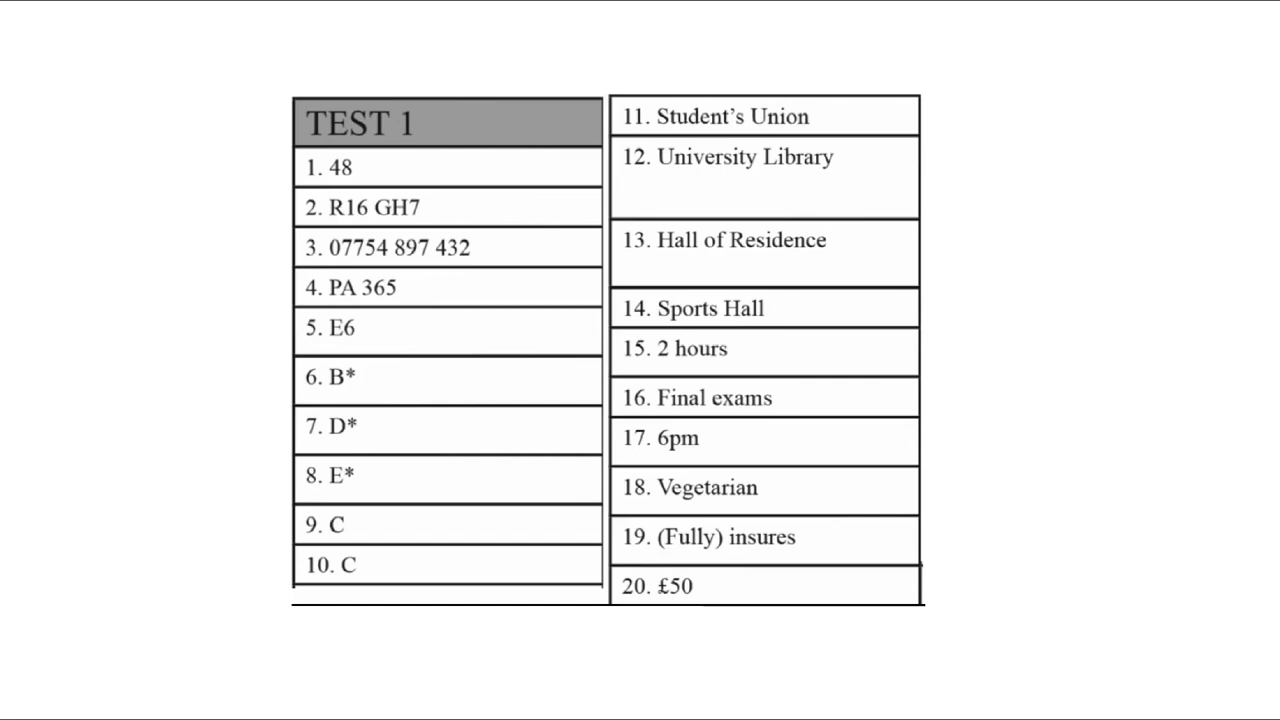 TEST 1
1. 48
2. R16 GH7
3. 07754 897 432
4. PA 365
5. E6
6. B*
7. D*
8. E*
9. C
10. C
11. Student’s Union
12. University Library
13. Hall of Residence
14. Sports Hall
15. 2 hours
16. Final exams
17. 6pm
18. Vegetarian
19. (Fully) insures
20. £50